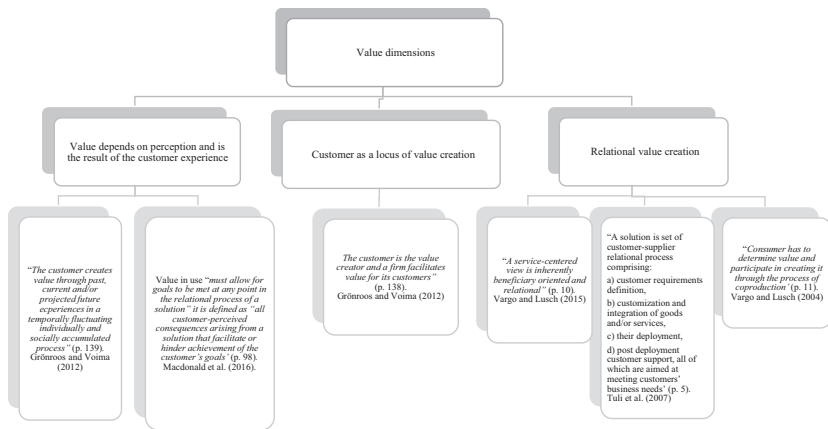 Value dimensions
Value depends on perception and is
the result of the customer experience
Customer as a locus of value creation
Relational value creation
“The customer creates
value through past,
current and/or
projected future
ecperiences in a
temporally fluctuating
individually and
socially accumulated
process” (p. 139).
Grönroos and Voima
(2012)
Value in use “must allow for
goals to be met at any point in
the relational process of a
solution” it is defined as “all
customer-perceived
consequences arising from a
solution that facilitate or
hinder achievement of the
customer’s goals’ (p. 98).
Macdonald et al. (2016).
The customer is the value
creator and a firm facilitates
value for its customers”
(p. 138).
Grönroos and Voima (2012)
“A service-centered
view is inherently
beneficiary oriented and
relational” (p. 10).
Vargo and Lusch (2015)
“A solution is set of
customer-supplier
relational process
comprising:
a) customer requirements
definition,
b) customization and
integration of goods
and/or services,
c) their deployment,
d) post deployment
customer support, all of
which are aimed at
meeting customers’
business needs’ (p. 5).
Tuli et al. (2007)
“Consumer has to
determine value and
participate in creating it
through the process of
coproduction’ (p. 11).
Vargo and Lusch (2004)